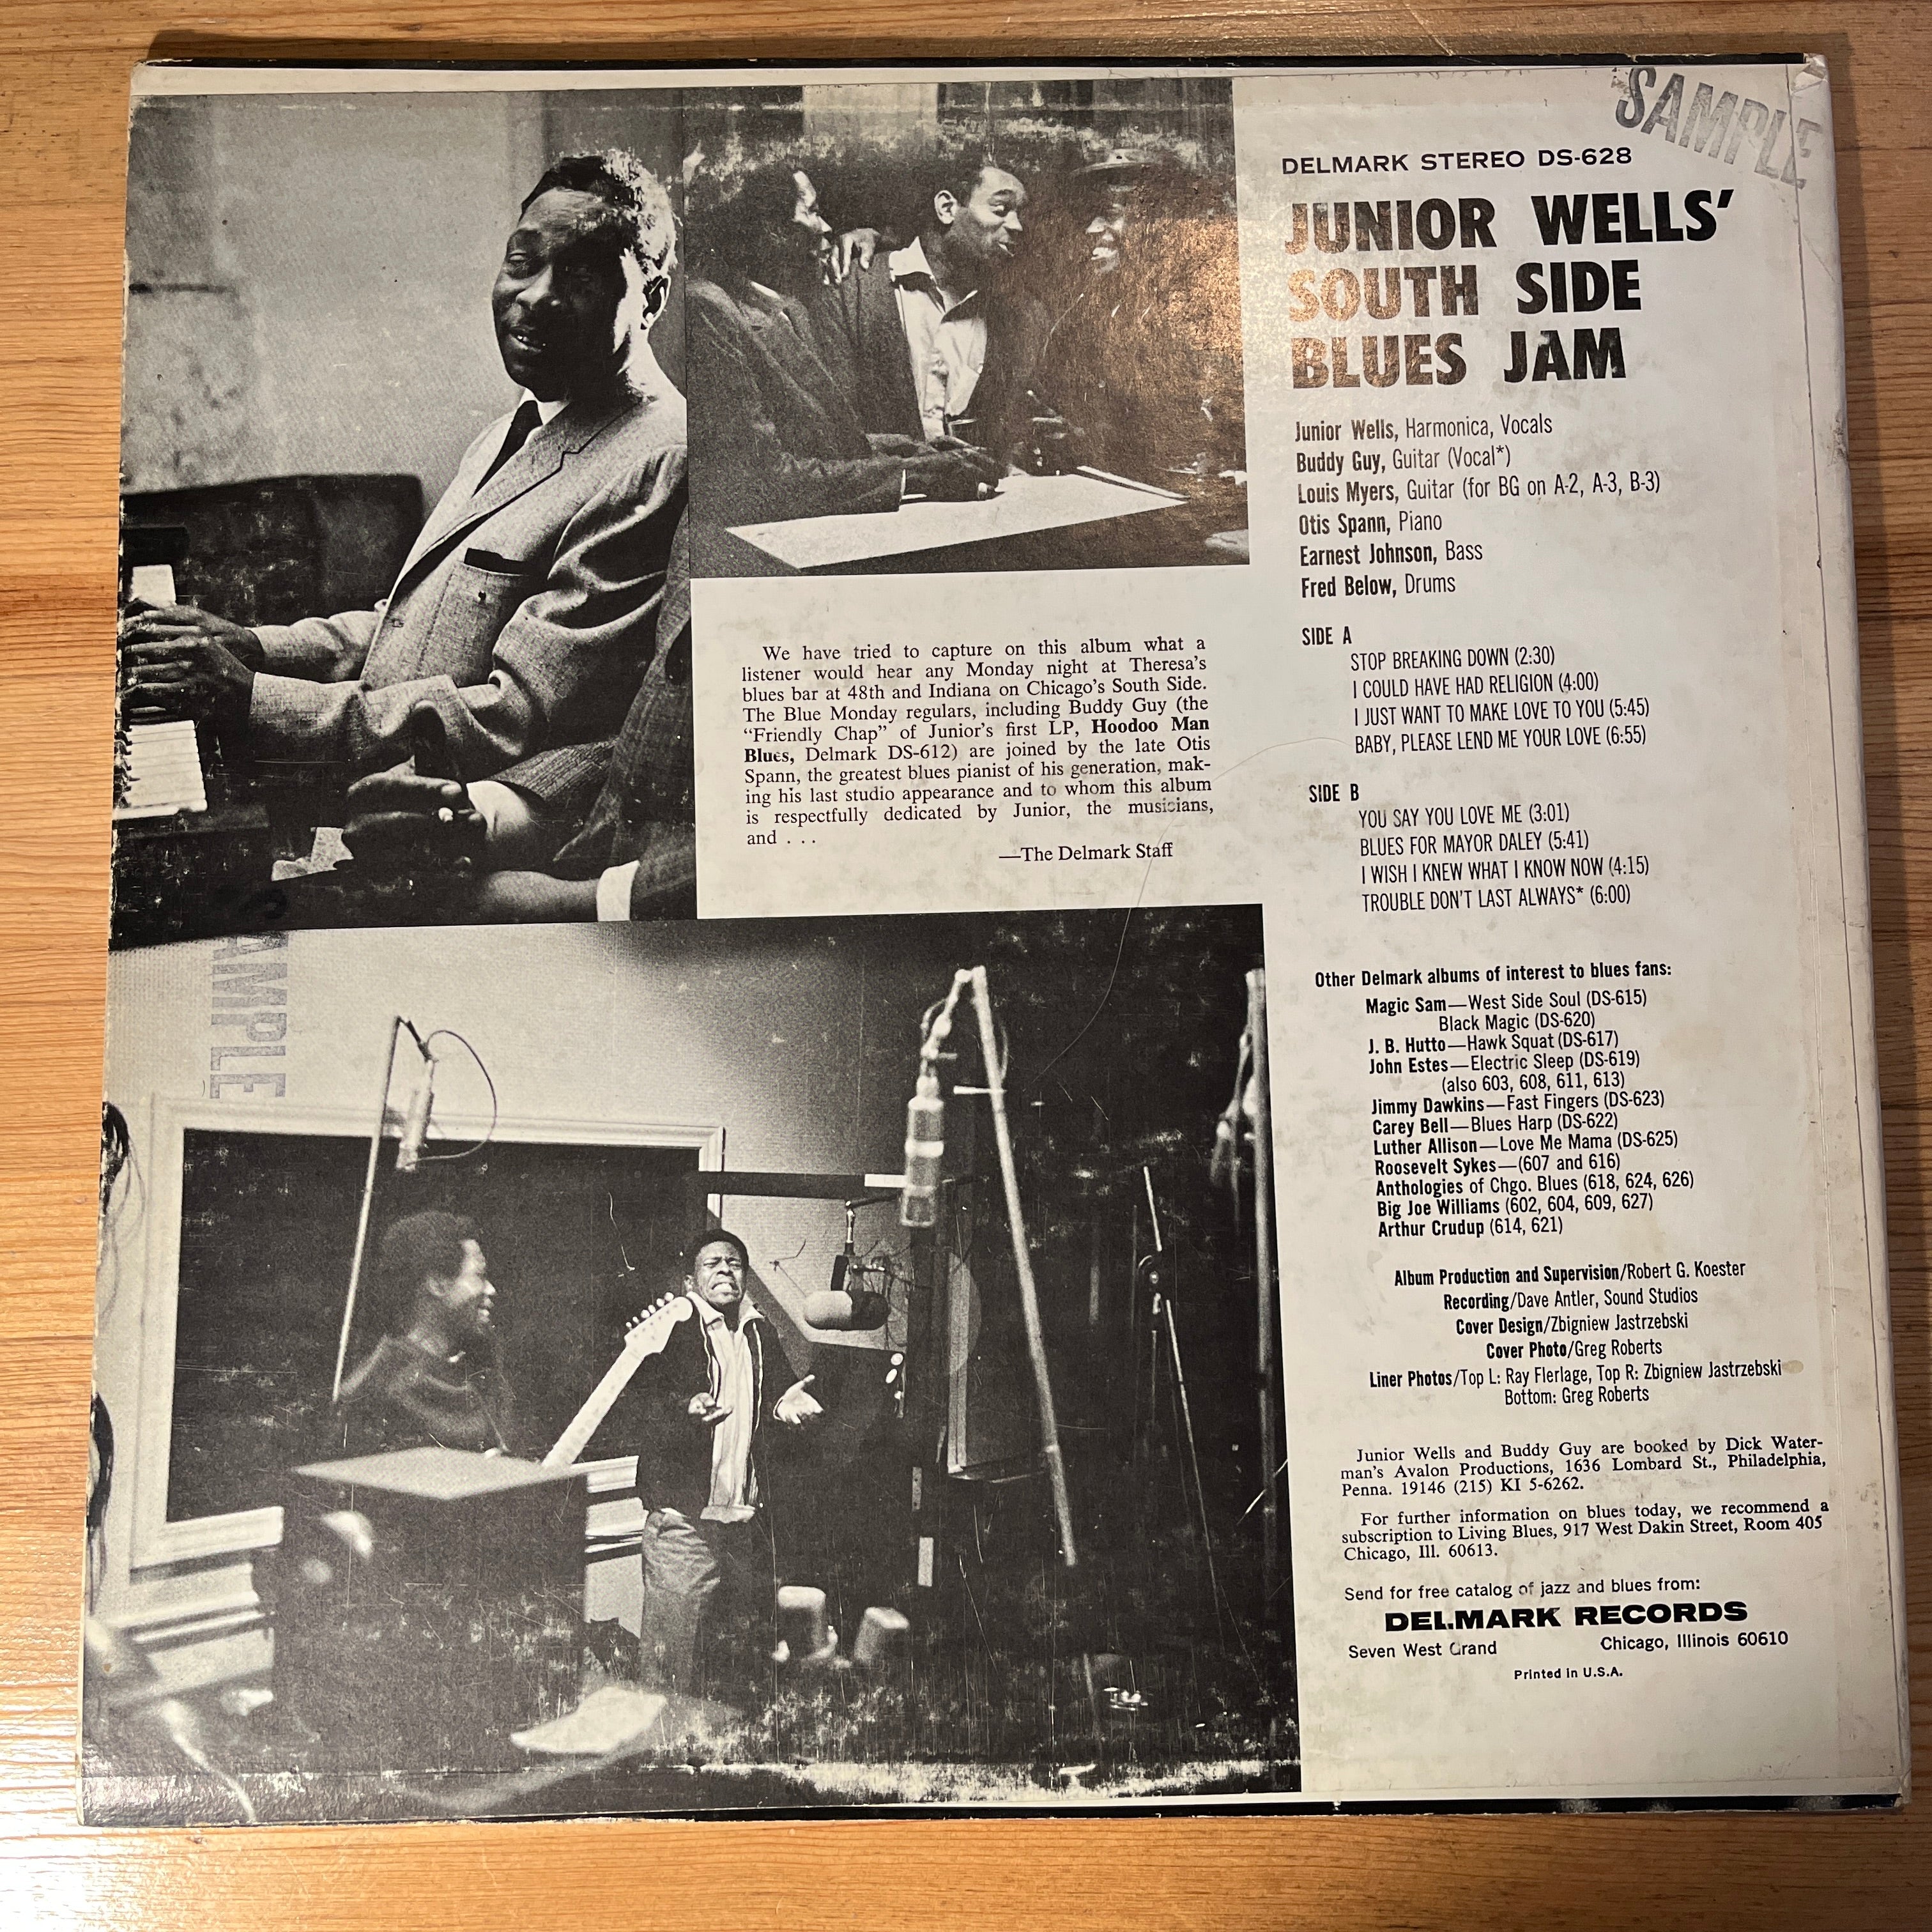 SAMPLE
DELMARK STEREO DS-628
JUNIOR WELLS'
SOUTH SIDE
BLUES JAM
Junior Wells, Harmonica, Vocals
Buddy Guy, Guitar (Vocal*)
Louis Myers, Guitar (for BG on A-2, A-3, B-3)
Otis Spann, Piano
Earnest Johnson, Bass
Fred Below, Drums
SIDE A
STOP BREAKING DOWN (2:30)
I COULD HAVE HAD RELIGION (4:00)
I JUST WANT TO MAKE LOVE TO YOU (5:45)
BABY, PLEASE LEND ME YOUR LOVE (6:55)
SIDE B
YOU SAY YOU LOVE ME (3:01)
BLUES FOR MAYOR DALEY (5:41)
I WISH I KNEW WHAT I KNOW NOW (4:15)
TROUBLE DON'T LAST ALWAYS* (6:00)
We have tried to capture on this album what a
listener would hear any Monday night at Theresa's
blues bar at 48th and Indiana on Chicago's South Side.
The Blue Monday regulars, including Buddy Guy (the
"Friendly Chap" of Junior's first LP, Hoodoo Man
Blues, Delmark DS-612) are joined by the late Otis
Spann, the greatest blues pianist of his generation, mak-
ing his last studio appearance and to whom this album
is respectfully dedicated by Junior, the musicians,
and . . .
—The Delmark Staff
SAMPLE
Other Delmark albums of interest to blues fans:
Magic Sam—West Side Soul (DS-615)
Black Magic (DS-620)
J. B. Hutto—Hawk Squat (DS-617)
John Estes—Electric Sleep (DS-619)
(also 603, 608, 611, 613)
Jimmy Dawkins—Fast Fingers (DS-623)
Carey Bell—Blues Harp (DS-622)
Luther Allison—Love Me Mama (DS-625)
Roosevelt Sykes—(607 and 616)
Anthologies of Chgo. Blues (618, 624, 626)
Big Joe Williams (602, 604, 609, 627)
Arthur Crudup (614, 621)
Album Production and Supervision/Robert G. Koester
Recording/Dave Antler, Sound Studios
Cover Design/Zbigniew Jastrzebski
Cover Photo/Greg Roberts
Liner Photos/Top L: Ray Flerlage, Top R: Zbigniew Jastrzebski
Bottom: Greg Roberts
Junior Wells and Buddy Guy are booked by Dick Water-
man's Avalon Productions, 1636 Lombard St., Philadelphia,
Penna. 19146 (215) KI 5-6262.
For further information on blues today, we recommend a
subscription to Living Blues, 917 West Dakin Street, Room 405
Chicago, Ill. 60613.
Send for free catalog of jazz and blues from:
DELMARK RECORDS
Seven West Grand Chicago, Illinois 60610
Printed in U.S.A.